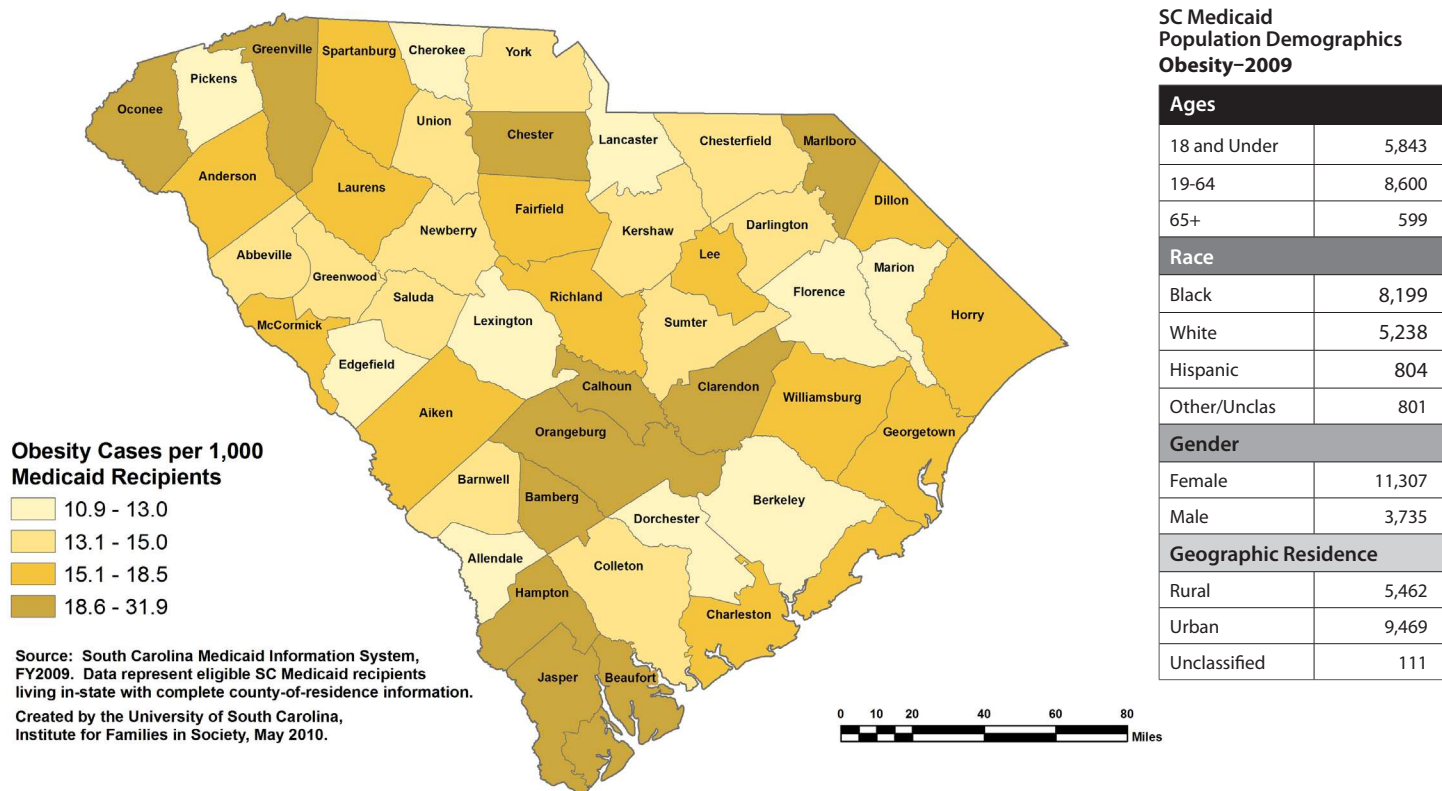 Greenville
Spartanburg
Cherokee
York
Pickens
Oconee
Union
Chester
Lancaster
Chesterfield
Marlboro
Anderson
Laurens
Fairfield
Dillon
Newberry
Kershaw
Darlington
Abbeville
Greenwood
Lee
Marion
Saluda
Richland
Florence
McCormick
Lexington
Sumter
Horry
Edgefield
Calhoun
Clarendon
Williamsburg
Aiken
Orangeburg
Georgetown
Barnwell
Bamberg
Berkeley
Dorchester
Allendale
Colleton
Hampton
Charleston
Jasper
Beaufort
Obesity Cases per 1,000
Medicaid Recipients
10.9 - 13.0
13.1 - 15.0
15.1 - 18.5
18.6 - 31.9
Source: South Carolina Medicaid Information System,
FY2009. Data represent eligible SC Medicaid recipients
living in-state with complete county-of-residence information.
Created by the University of South Carolina,
Institute for Families in Society, May 2010.
0 10 20 40 60 80
Miles
SC Medicaid
Population Demographics
Obesity–2009
Ages
18 and Under 5,843
19-64 8,600
65+ 599
Race
Black 8,199
White 5,238
Hispanic 804
Other/Unclas 801
Gender
Female 11,307
Male 3,735
Geographic Residence
Rural 5,462
Urban 9,469
Unclassified 111